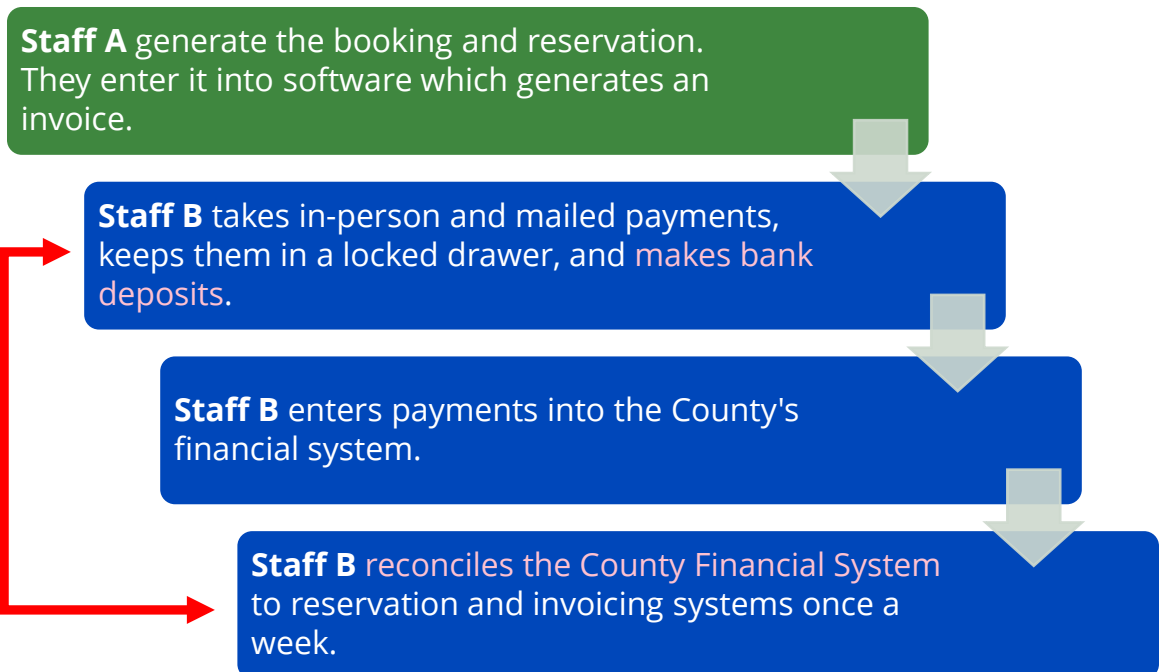 Staff A generate the booking and reservation.
They enter it into software which generates an
invoice.
Staff B takes in-person and mailed payments,
keeps them in a locked drawer, and makes bank
deposits.
Staff B enters payments into the County's
financial system.
Staff B reconciles the County Financial System
to reservation and invoicing systems once a
week.